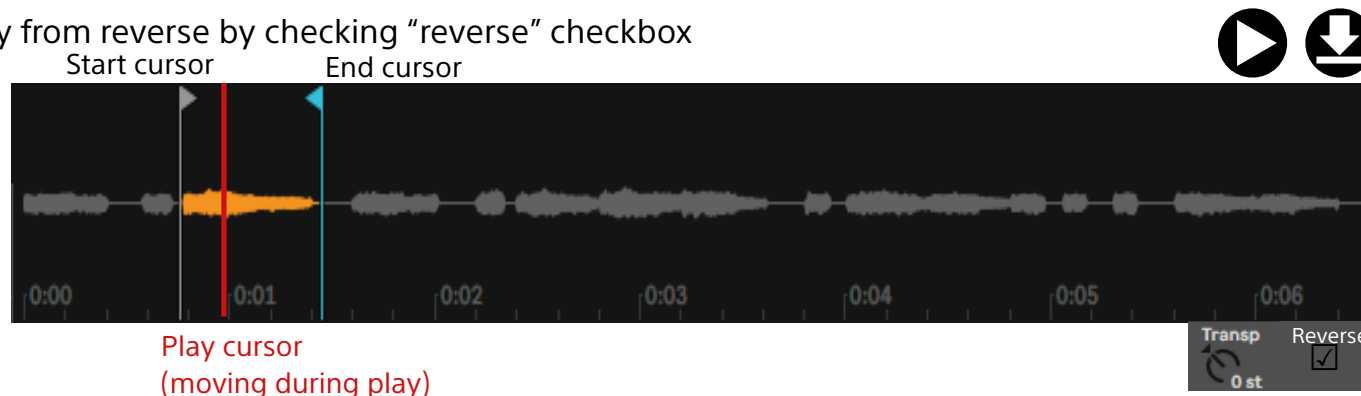 y from reverse by checking “reverse” checkbox
Start cursor
End cursor
0:00
0:01
0:02
0:03
0:04
0:05
0:06
Play cursor
(moving during play)
Transp
Reverse
0 st